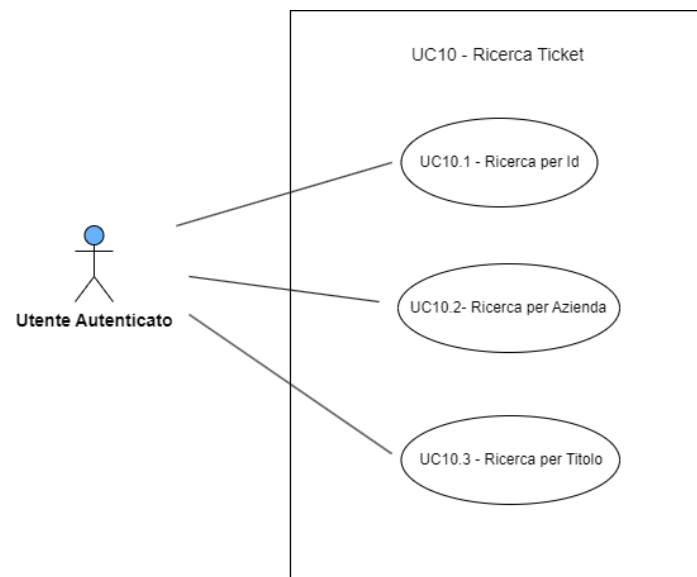 UC10 - Ricerca Ticket
UC10.1 - Ricerca per Id
UC10.2- Ricerca per Azienda
Utente Autenticato
UC10.3 - Ricerca per Titolo